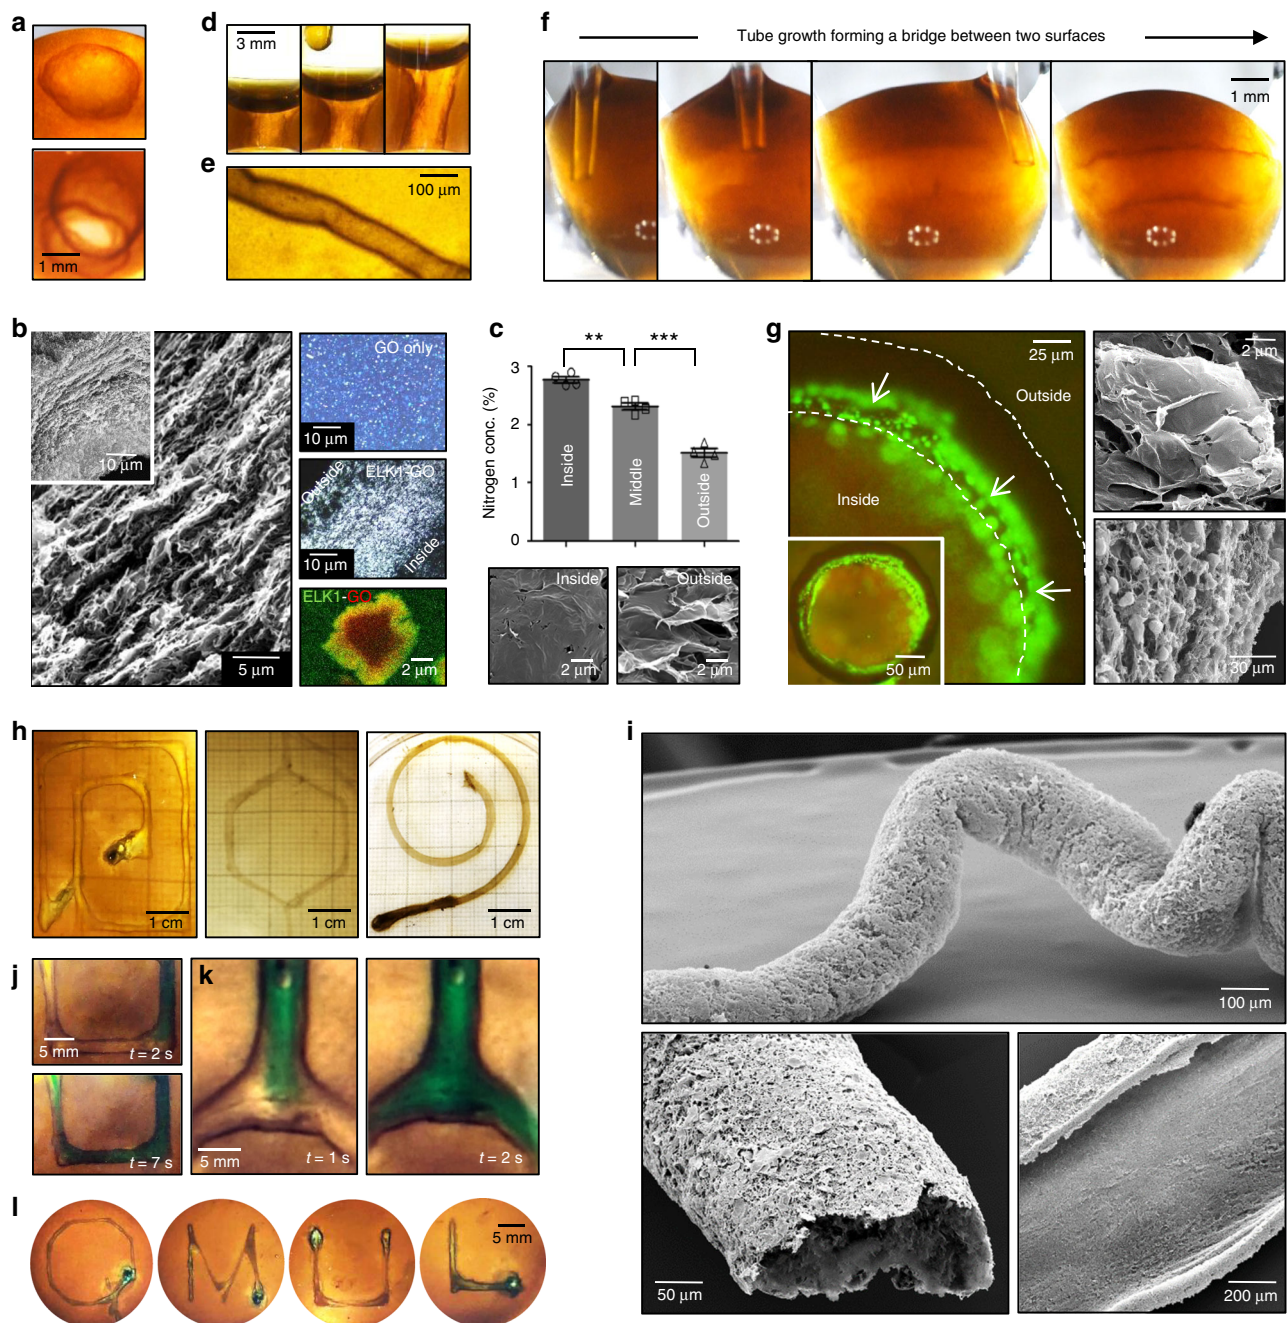 a
1 mm
d
3 mm
e
100 µm
f
Tube growth forming a bridge between two surfaces
1 mm
b
10 µm
5 µm
GO only
10 µm
Outside
ELK1-GO
Inside
10 µm
ELK1-GO
2 µm
c
** ***
Nitrogen conc. (%)
3
2
1
0
Inside
Middle
Outside
Inside
2 µm
Outside
2 µm
g
25 µm
Outside
Inside
50 µm
2 µm
30 µm
h
1 cm
1 cm
1 cm
i
100 µm
50 µm
200 µm
j
5 mm
t = 2 s
t = 7 s
k
5 mm
t = 1 s
t = 2 s
l
Q M U L
5 mm